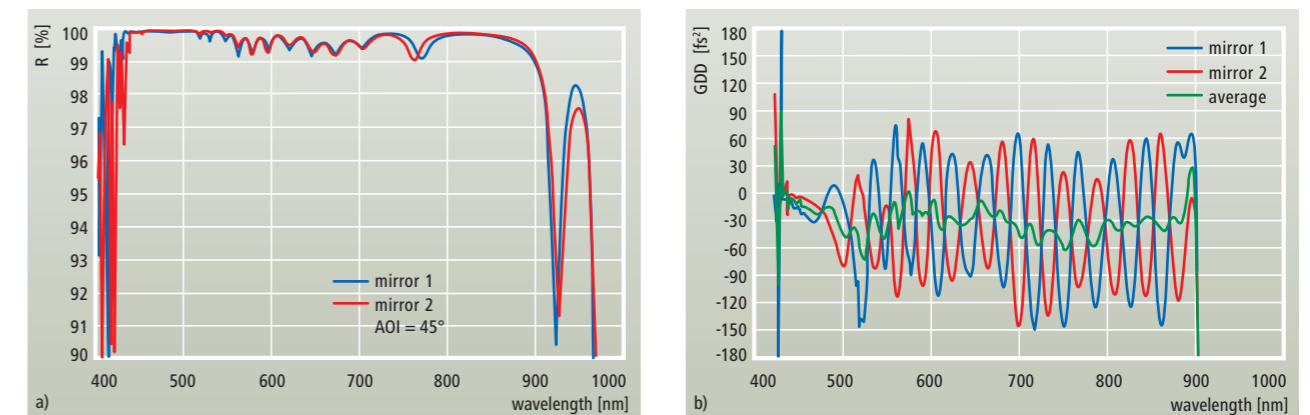 R [%]
100
99
98
97
96
95
94
93
92
91
90
mirror 1
mirror 2
AOI = 45°
400 500 600 700 800 900 1000
a)
wavelength [nm]
GDD [fs²]
180
150
120
90
60
30
0
-30
-60
-90
-120
-150
-180
mirror 1
mirror 2
average
400 500 600 700 800 900 1000
b)
wavelength [nm]